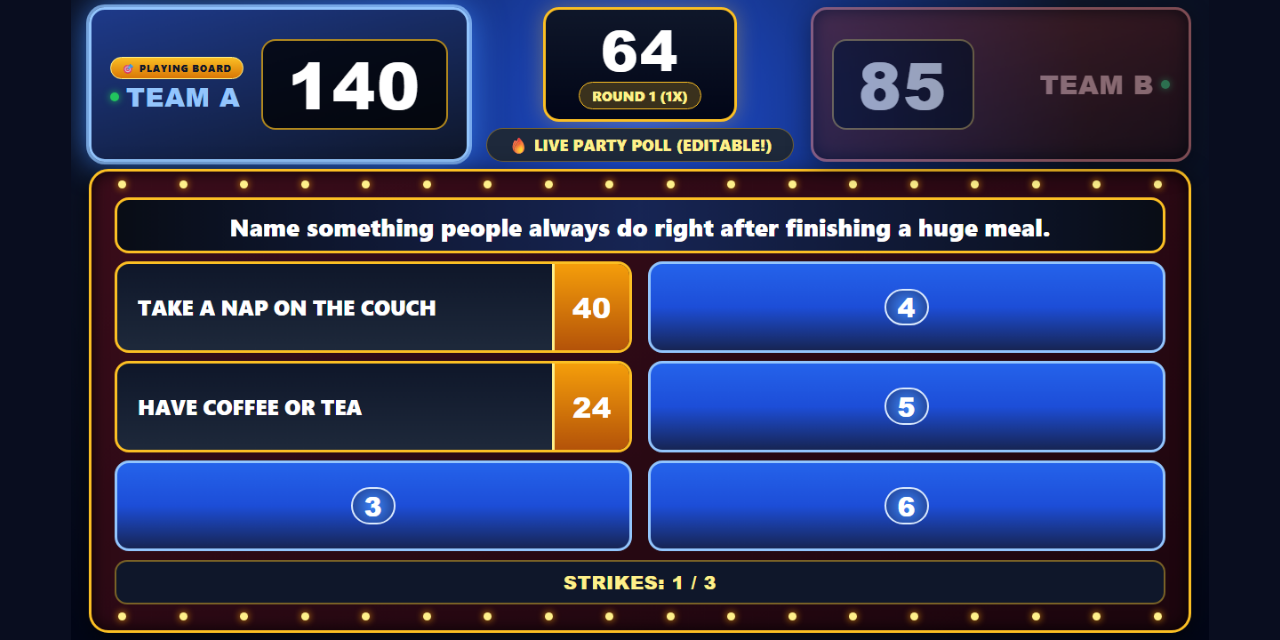 PLAYING BOARD
TEAM A
140
64
ROUND 1 (1X)
🔥 LIVE PARTY POLL (EDITABLE!)
85
TEAM B
Name something people always do right after finishing a huge meal.
TAKE A NAP ON THE COUCH 40
4
HAVE COFFEE OR TEA 24
5
3
6
STRIKES: 1 / 3